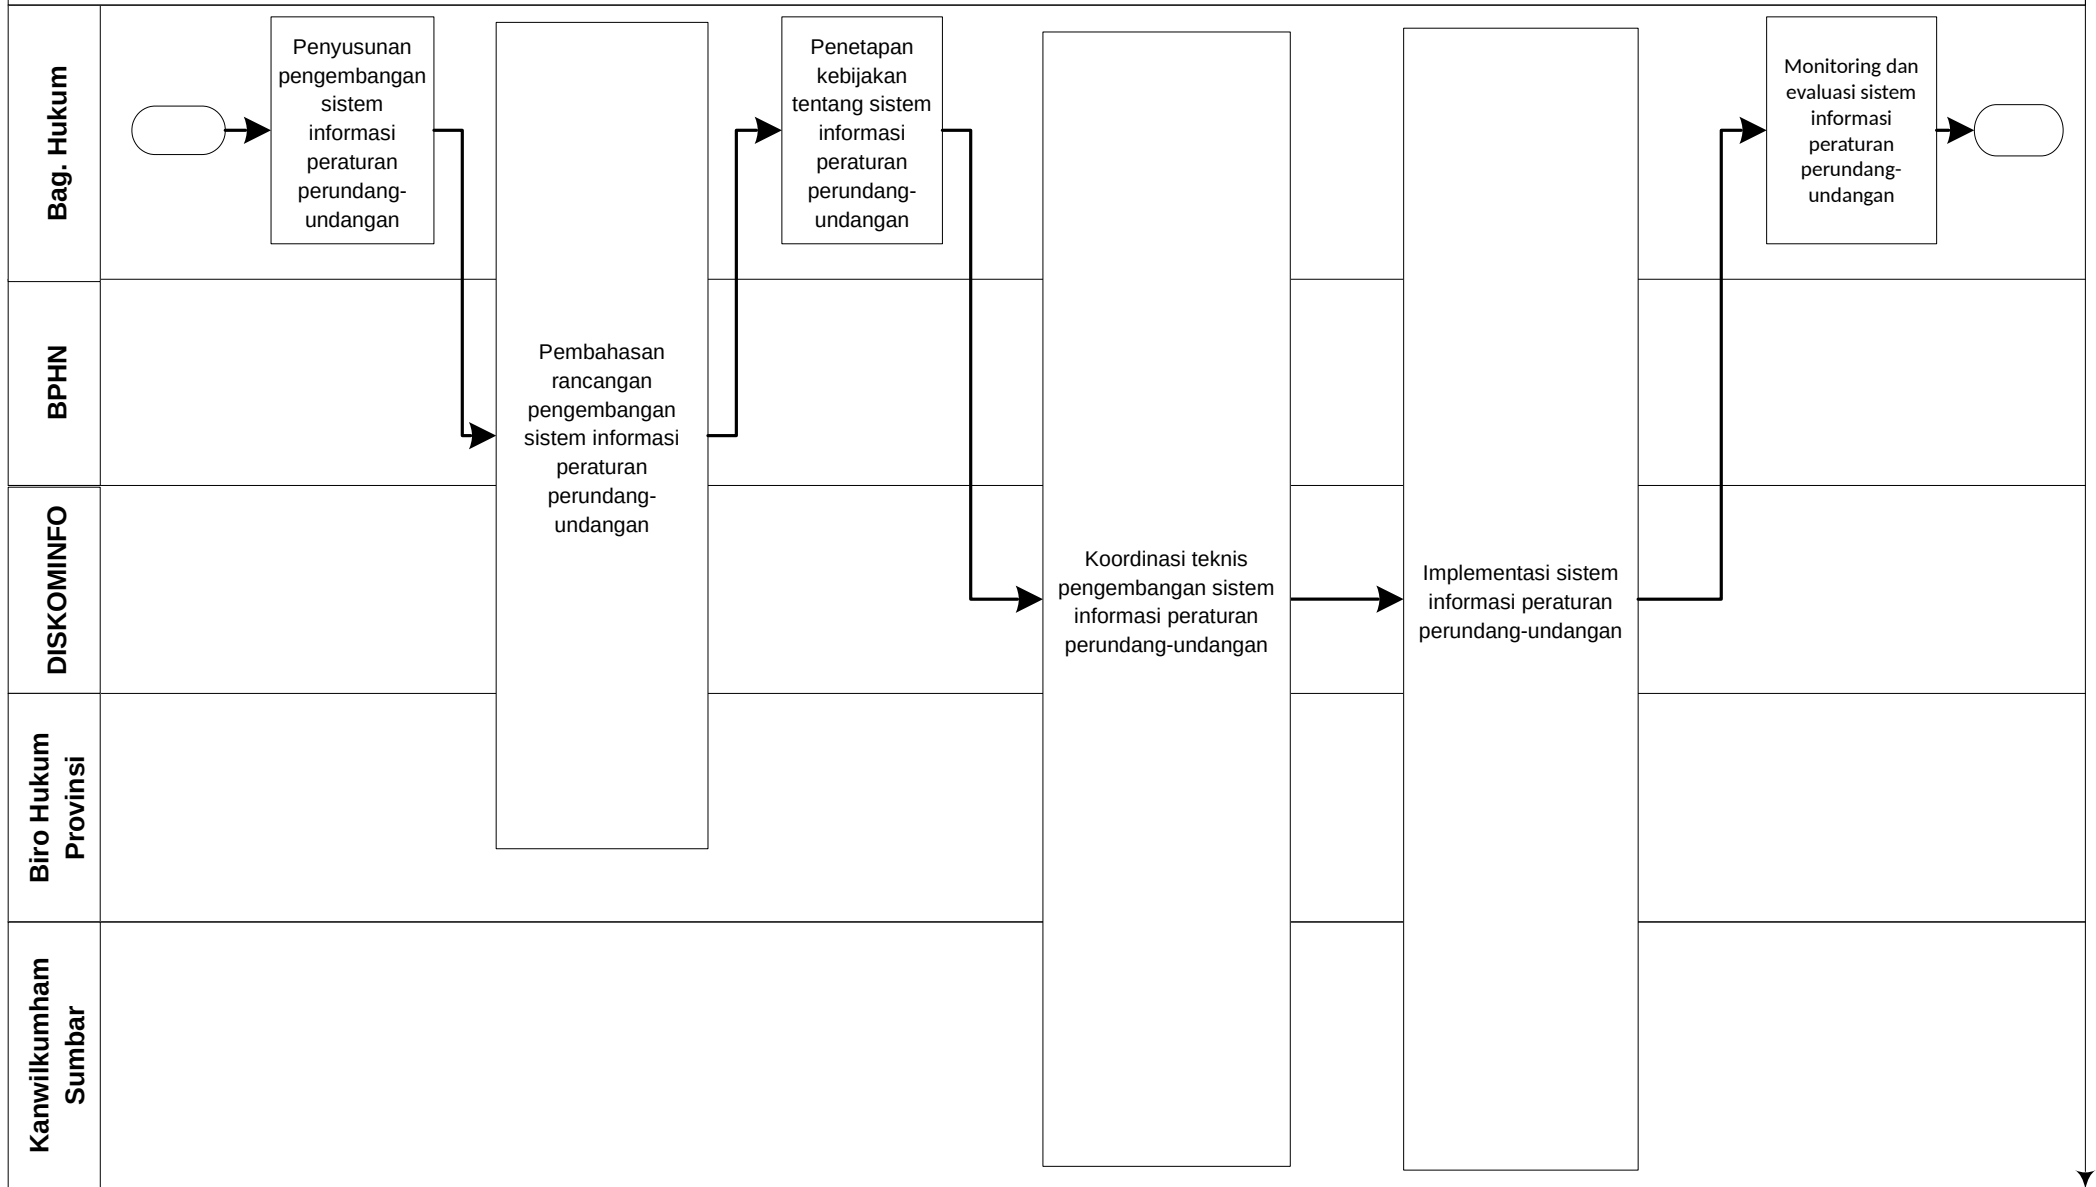 Bag. Hukum
Penyusunan
pengembangan
sistem
informasi
peraturan
perundang-
undangan
Penetapan
kebijakan
tentang sistem
informasi
peraturan
perundang-
undangan
Monitoring dan
evaluasi sistem
informasi
peraturan
perundang-
undangan
BPHN
Pembahasan
rancangan
pengembangan
sistem informasi
peraturan
perundang-
undangan
DISKOMINFO
Koordinasi teknis
pengembangan sistem
informasi peraturan
perundang-undangan
Implementasi sistem
informasi peraturan
perundang-undangan
Biro Hukum
Provinsi
Kanwilkumham
Sumbar